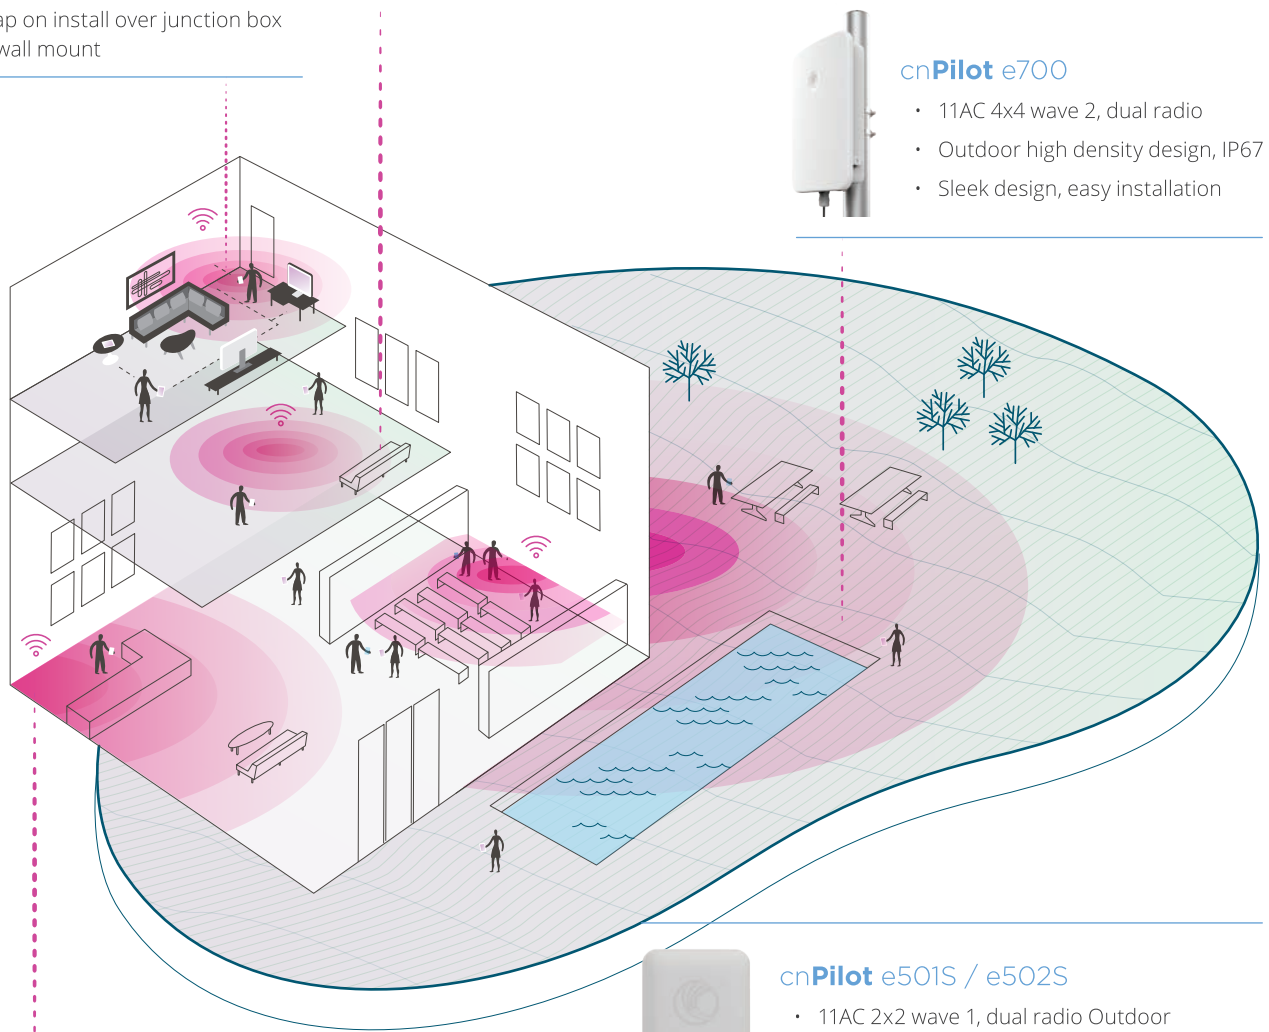 on install over junction box
wall mount
cnPilot e700
• 11AC 4x4 wave 2, dual radio
• Outdoor high density design, IP67
• Sleek design, easy installation
cnPilot e501S / e502S
• 11AC 2x2 wave 1, dual radio Outdoor